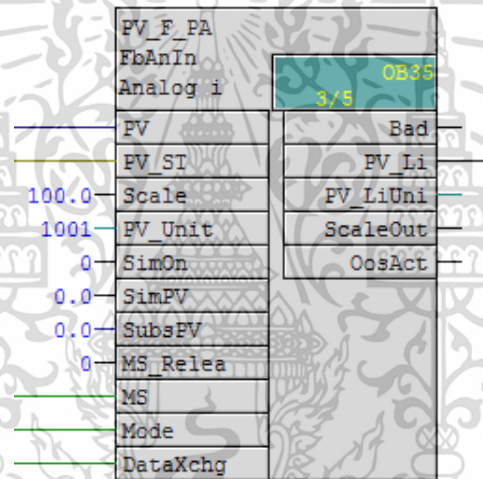 PV_F_PA
FbAnIn
Analog i
OB35
3/5
PV
Bad
PV_ST
PV_Li
100.0
Scale
PV_LiUni
1001
PV_Unit
ScaleOut
0
SimOn
OosAct
0.0
SimPV
0.0
SubsPV
0
MS_Relea
MS
Mode
DataXchg